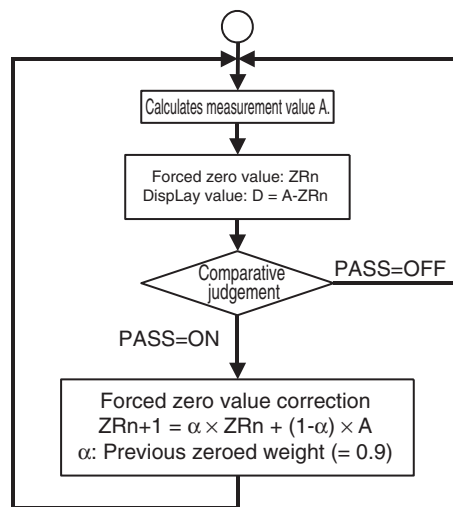 Calculates measurement value A.
Forced zero value: ZRn
DispLay value: D = A-ZRn
Comparative
judgement
PASS=OFF
PASS=ON
Forced zero value correction
ZRn+1 = α × ZRn + (1-α) × A
α: Previous zeroed weight (= 0.9)